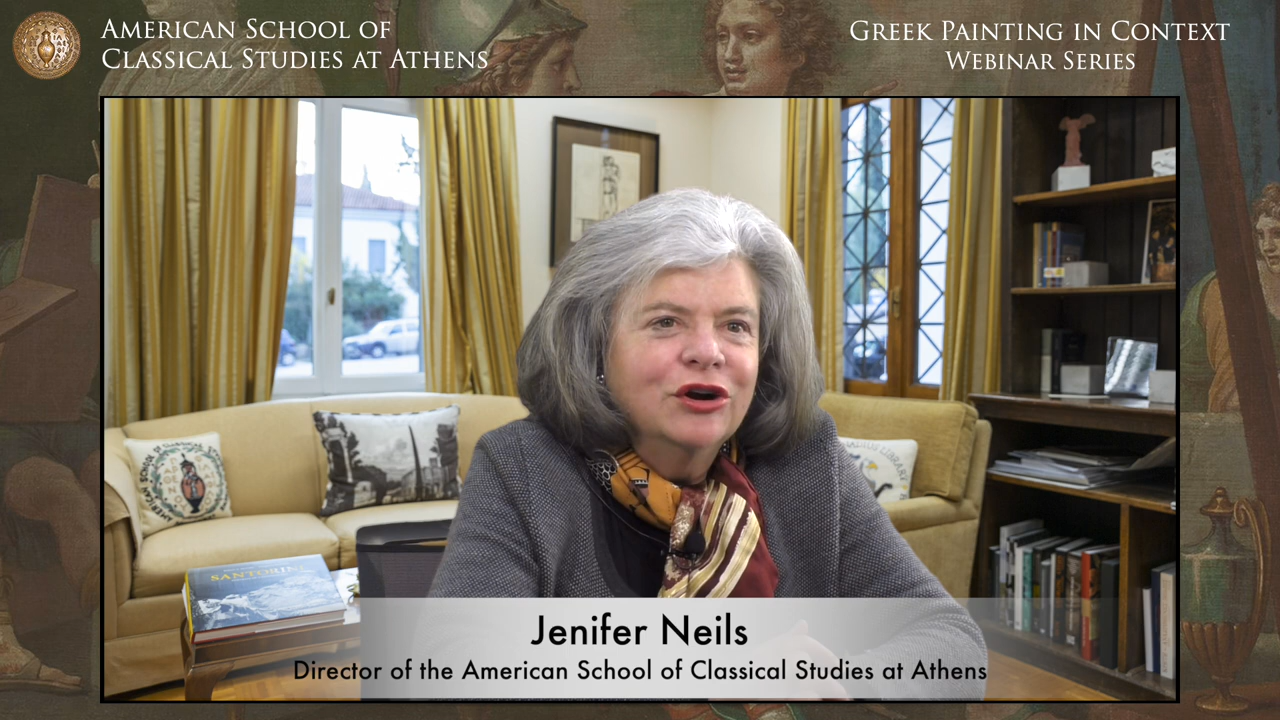 American School of
Classical Studies at Athens
Greek Painting in Context
Webinar Series
SANTORINI
Jenifer Neils
Director of the American School of Classical Studies at Athens